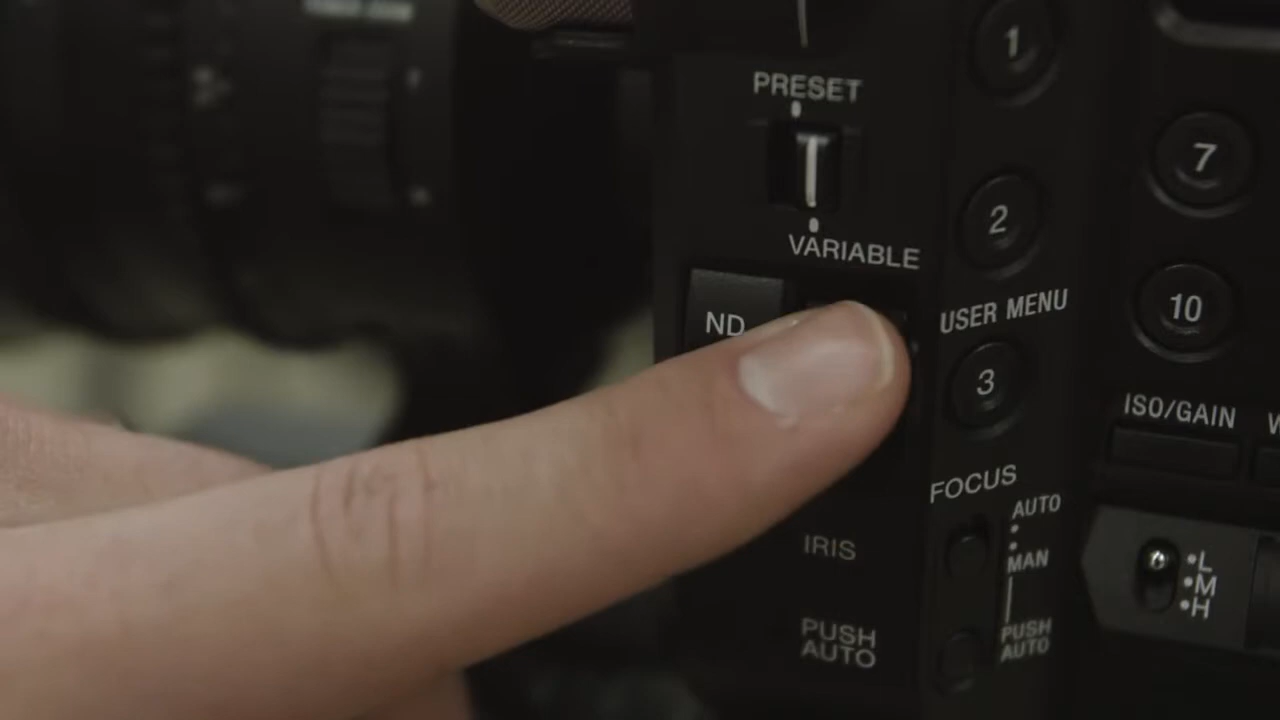 PRESET
VARIABLE
ND
1
2
USER MENU
3
7
10
ISO/GAIN
FOCUS
AUTO
MAN
PUSH
AUTO
IRIS
PUSH
AUTO
L
M
H